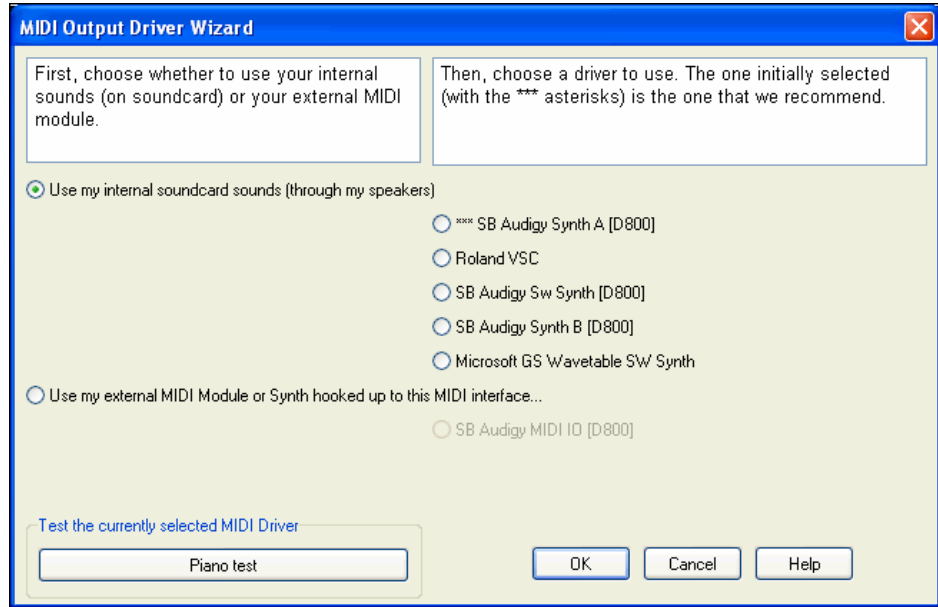 MIDI Output Driver Wizard
First, choose whether to use your internal
sounds (on soundcard) or your external MIDI
module.
Then, choose a driver to use. The one initially selected
(with the *** asterisks) is the one that we recommend.
Use my internal soundcard sounds (through my speakers)
*** SB Audigy Synth A [D800]
Roland VSC
SB Audigy Sw Synth [D800]
SB Audigy Synth B [D800]
Microsoft GS Wavetable SW Synth
Use my external MIDI Module or Synth hooked up to this MIDI interface...
SB Audigy MIDI IO [D800]
Test the currently selected MIDI Driver
Piano test
OK
Cancel
Help